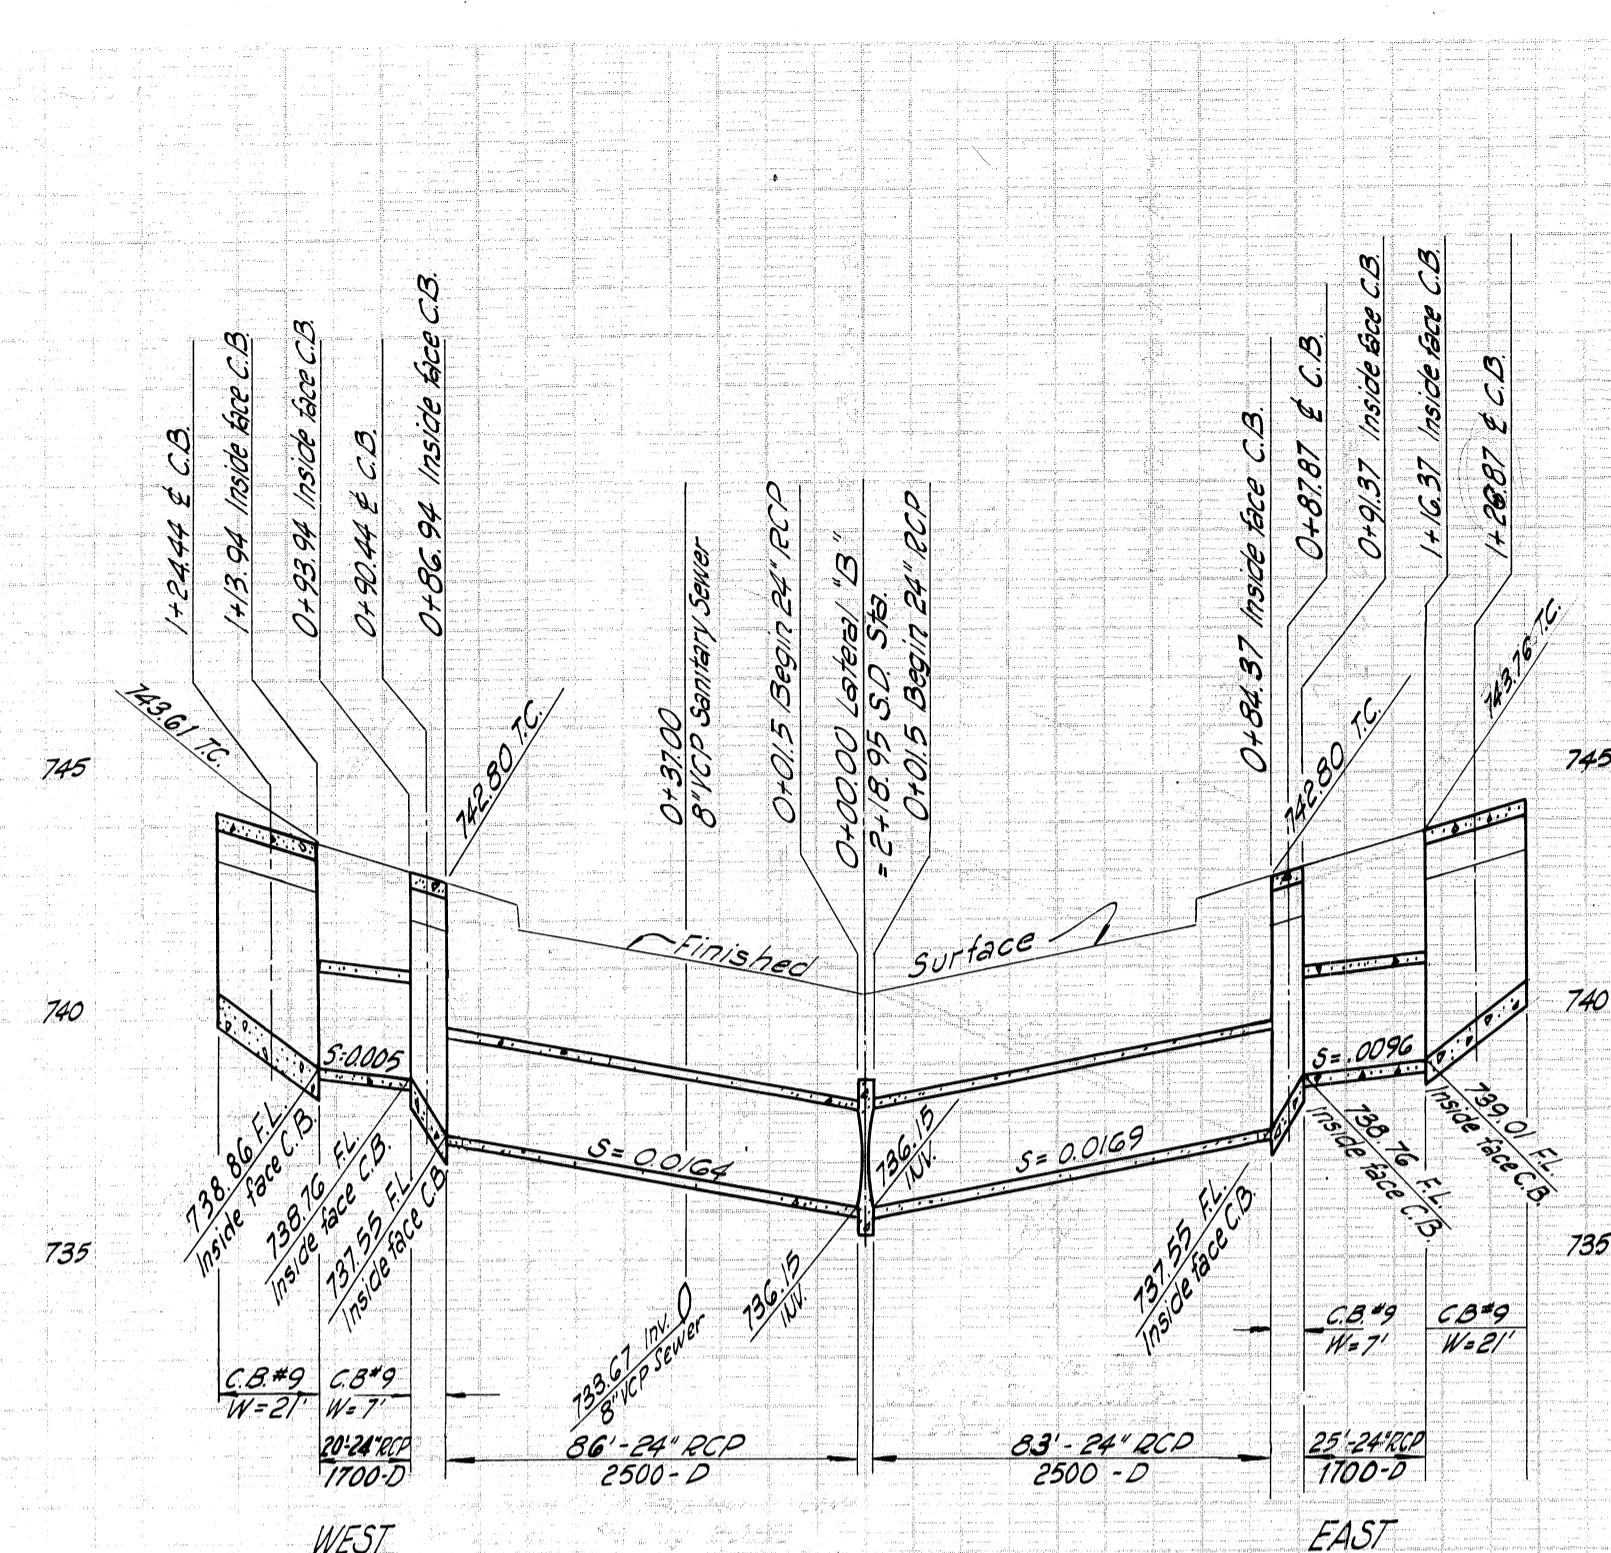 1+24.44 ⅊ C.B.
1+13.94 Inside face C.B.
0+93.94 Inside face C.B.
0+90.44 ⅊ C.B.
0+86.94 Inside face C.B.
0+37.00
8" VCP Sanitary Sewer
0+01.5 Begin 24" RCP
0+00.00 Lateral "B"
= 2+18.95 S.D. Sta.
0+01.5 Begin 24" RCP
0+84.37 Inside face C.B.
0+87.87 ⅊ C.B.
0+91.37 Inside face C.B.
1+16.37 Inside face C.B.
1+26.87 ⅊ C.B.
743.61 T.C.
742.80 T.C.
742.80 T.C.
743.76 T.C.
745
745
Finished
Surface
740
740
S=0.005
S=.0096
S=0.0164
S=0.0169
738.86 F.L.
Inside face C.B.
738.76 F.L.
Inside face C.B.
737.55 F.L.
Inside face C.B.
736.15
INV.
736.15
INV.
737.55 F.L.
Inside face C.B.
738.76 F.L.
Inside face C.B.
739.01 F.L.
Inside face C.B.
735
735
733.67 Inv.
8" VCP Sewer
C.B.#9
W=21'
C.B#9
W=7'
C.B.#9
W=7'
C.B#9
W=21'
20'-24"RCP
1700-D
86'-24" RCP
2500-D
83'-24" RCP
2500-D
25'-24"RCP
1700-D
WEST
EAST